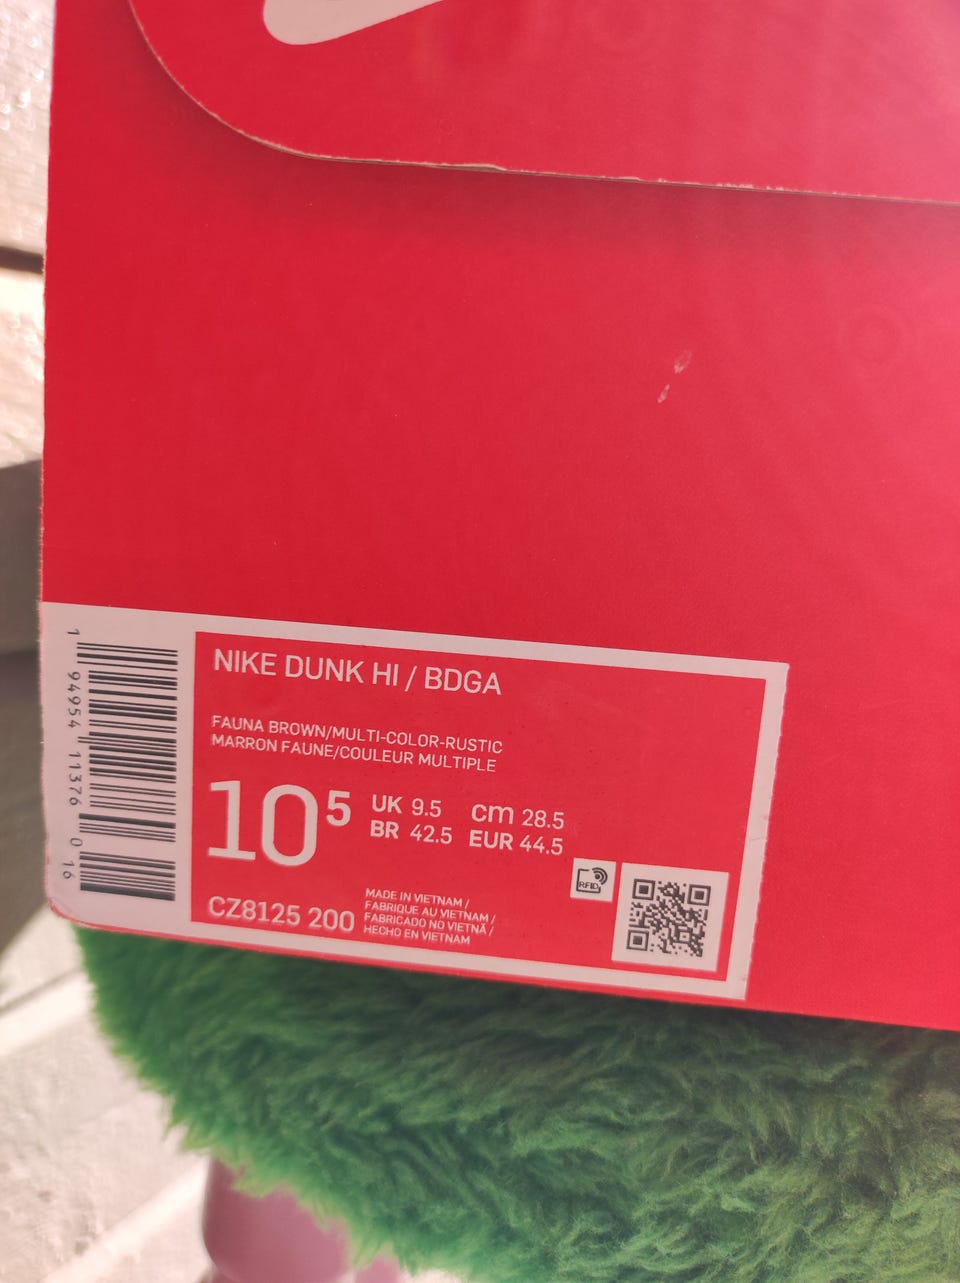 NIKE DUNK HI / BDGA
FAUNA BROWN/MULTI-COLOR-RUSTIC
MARRON FAUNE/COULEUR MULTIPLE
10 5
UK 9.5 cm 28.5
BR 42.5 EUR 44.5
CZ8125 200
MADE IN VIETNAM /
FABRIQUE AU VIETNAM /
FABRICADO NO VIETNÃ /
HECHO EN VIETNAM
RFID
1 94954 11376 0 16